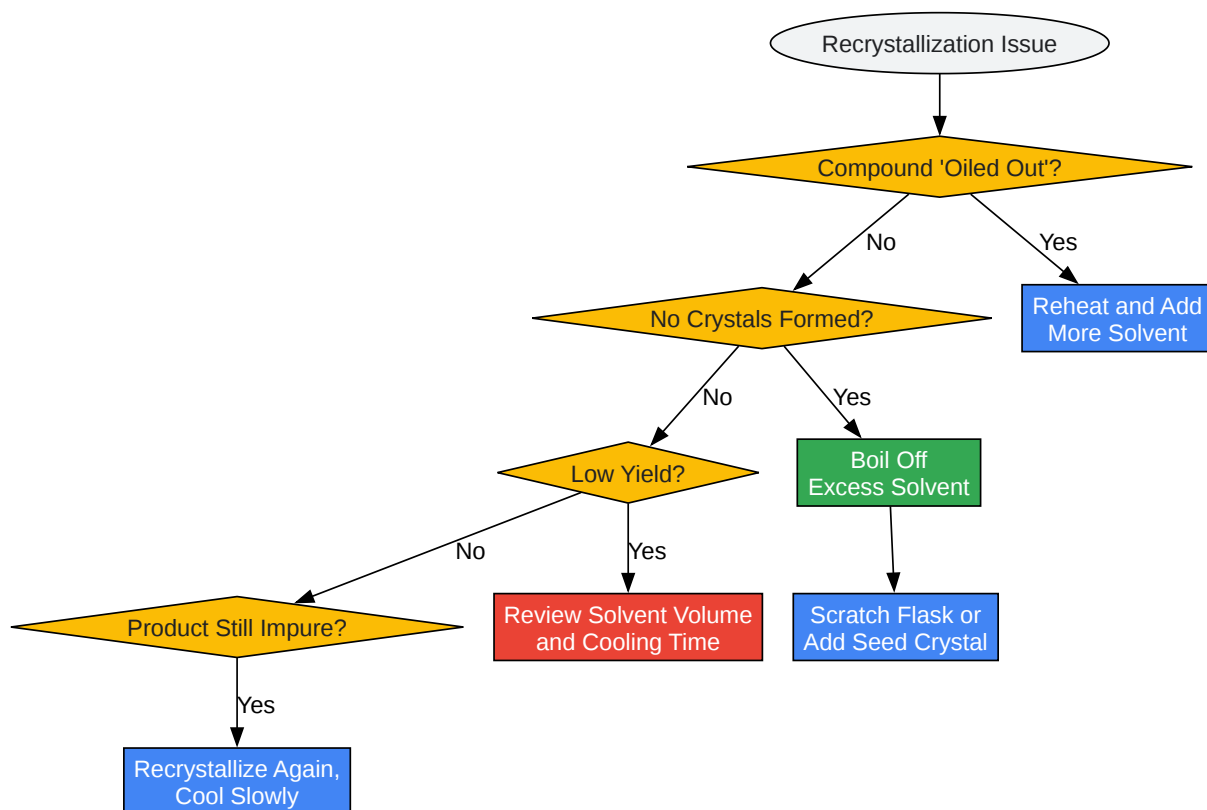 Recrystallization Issue
Compound 'Oiled Out'?
No
Yes
No Crystals Formed?
Reheat and Add
More Solvent
No
Yes
Low Yield?
Boil Off
Excess Solvent
No
Yes
Product Still Impure?
Review Solvent Volume
and Cooling Time
Scratch Flask or
Add Seed Crystal
Yes
Recrystallize Again,
Cool Slowly